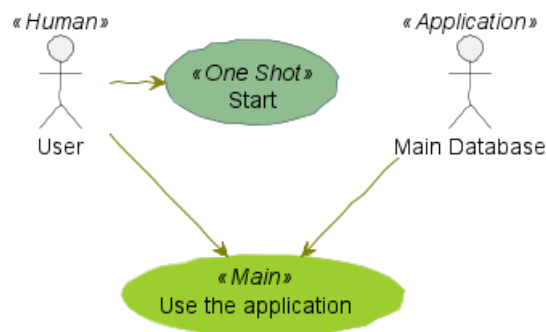 «Human»
User
«One Shot»
Start
«Application»
Main Database
«Main»
Use the application